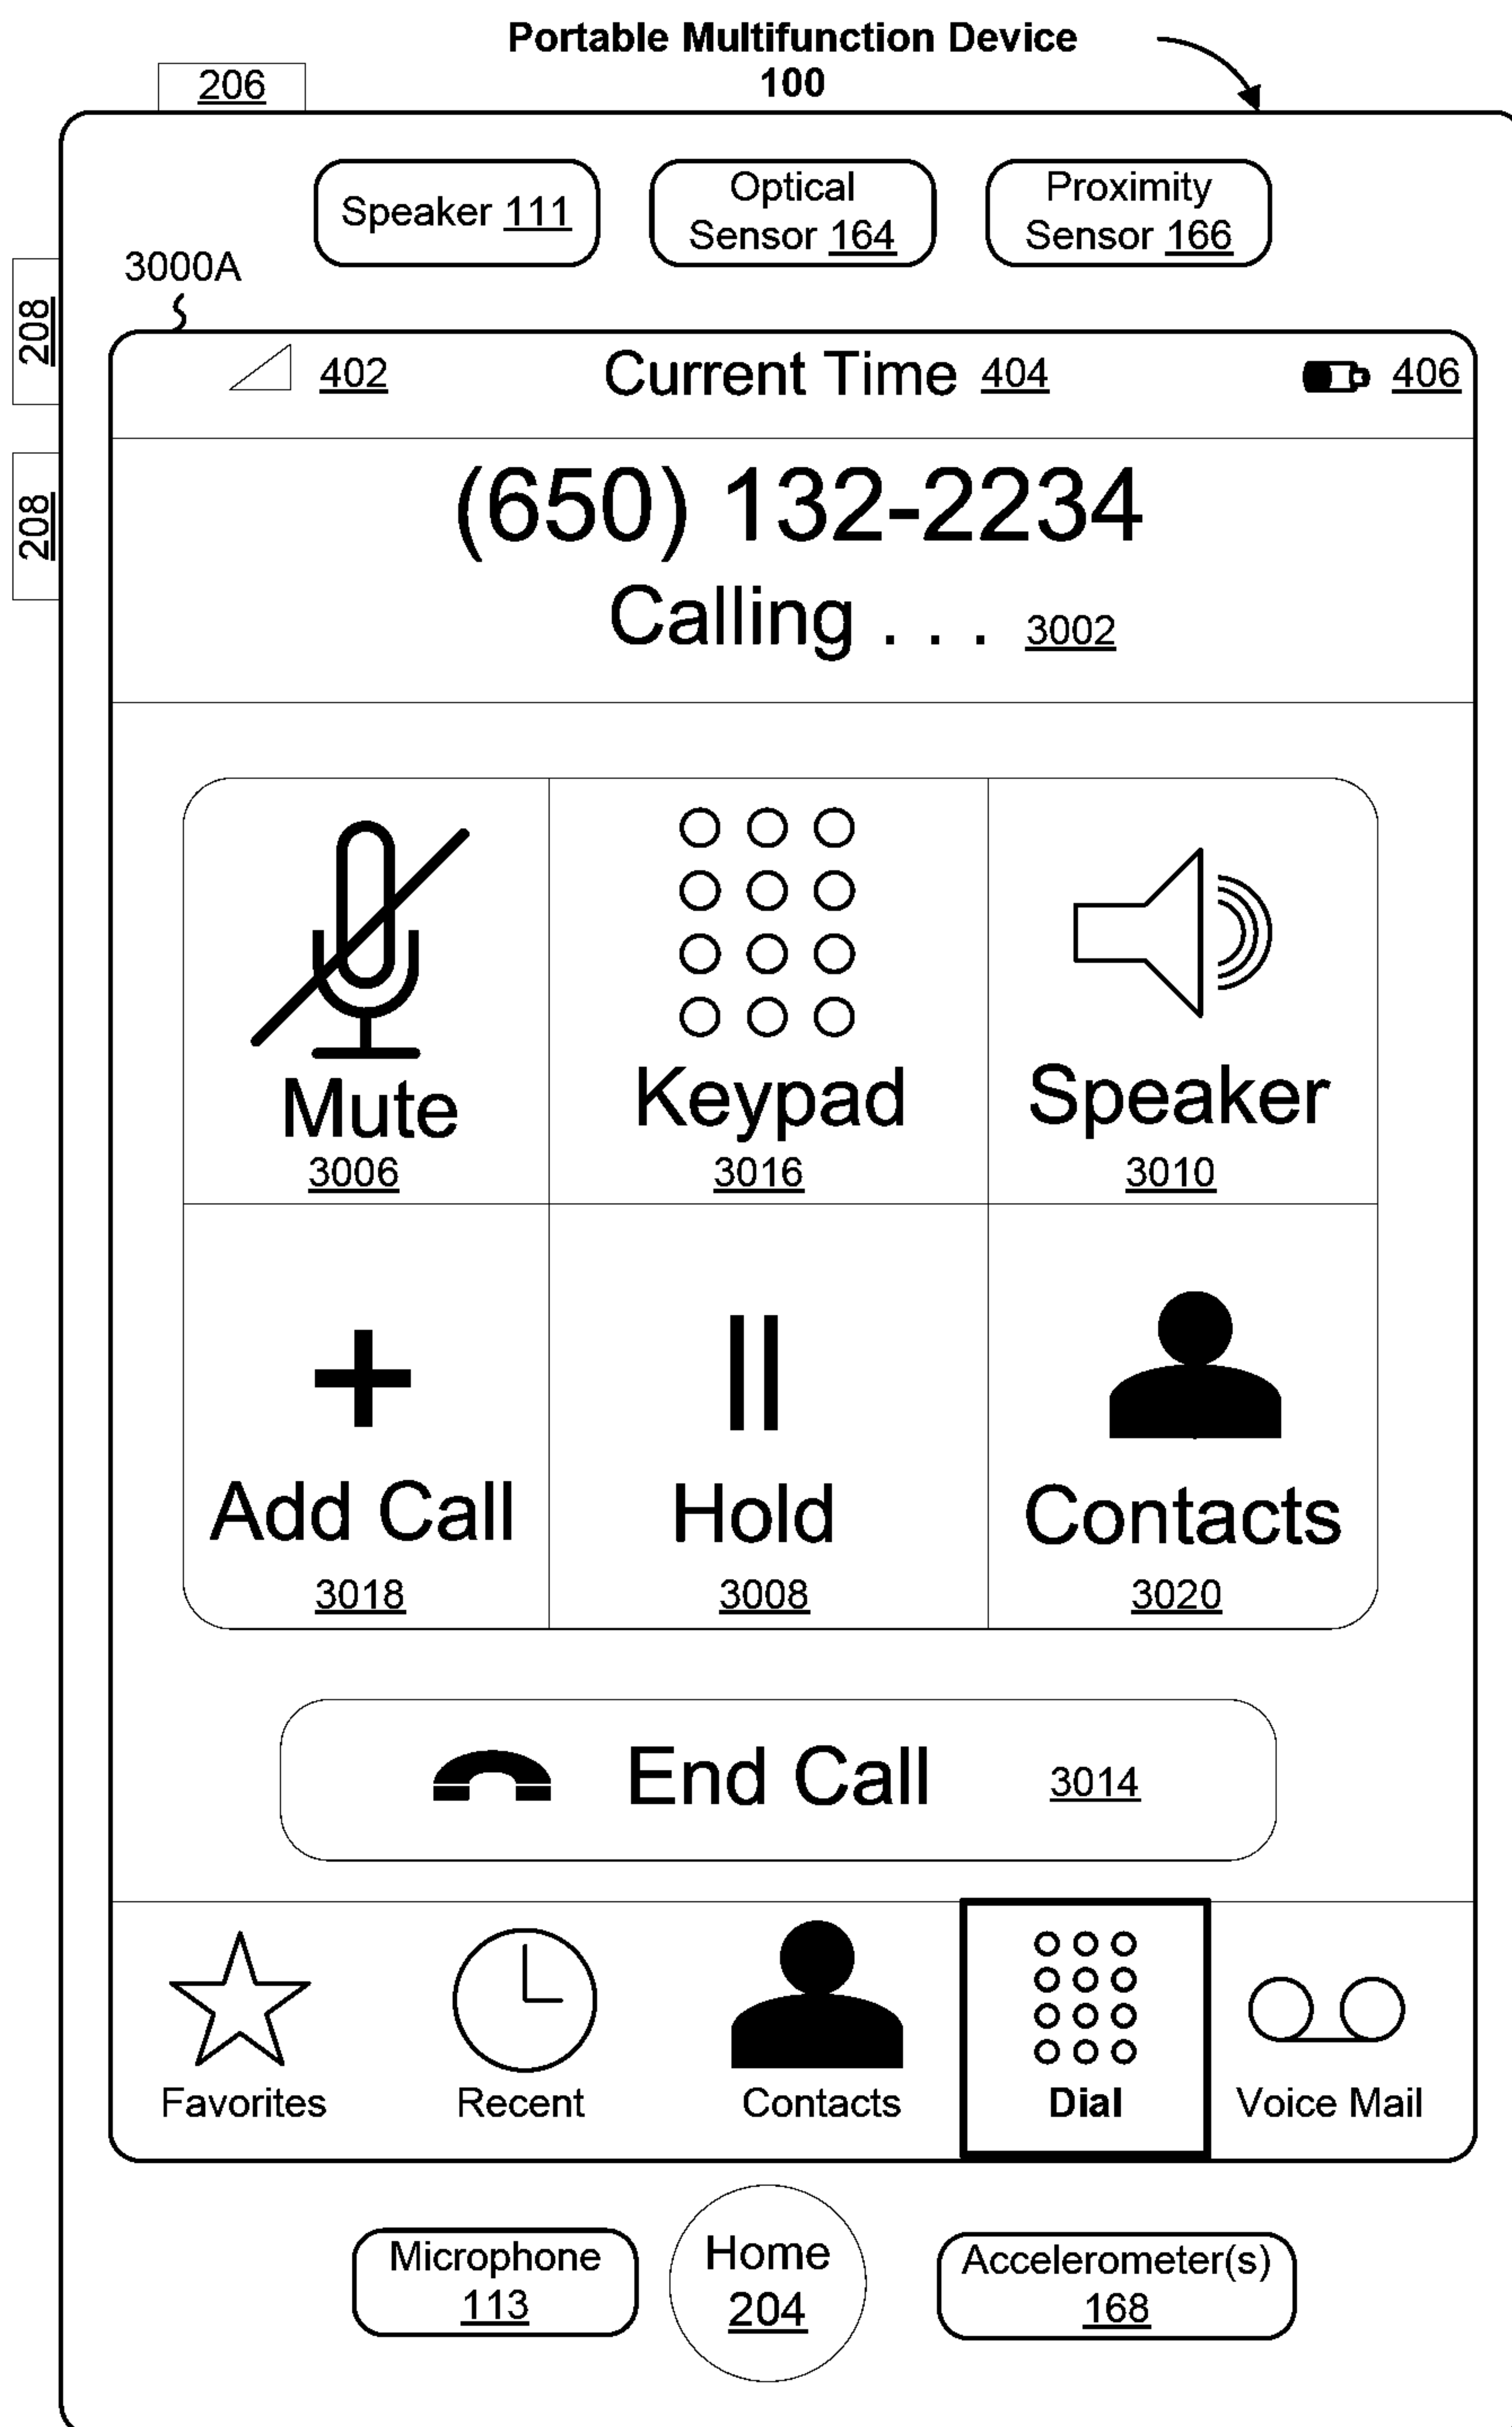 Portable Multifunction Device
100
206
Speaker 111
Optical
Sensor 164
Proximity
Sensor 166
3000A
208
208
402
Current Time 404
406
(650) 132-2234
Calling . . . 3002
Mute
3006
Keypad
3016
Speaker
3010
Add Call
3018
Hold
3008
Contacts
3020
End Call 3014
Favorites
Recent
Contacts
Dial
Voice Mail
Microphone
113
Home
204
Accelerometer(s)
168